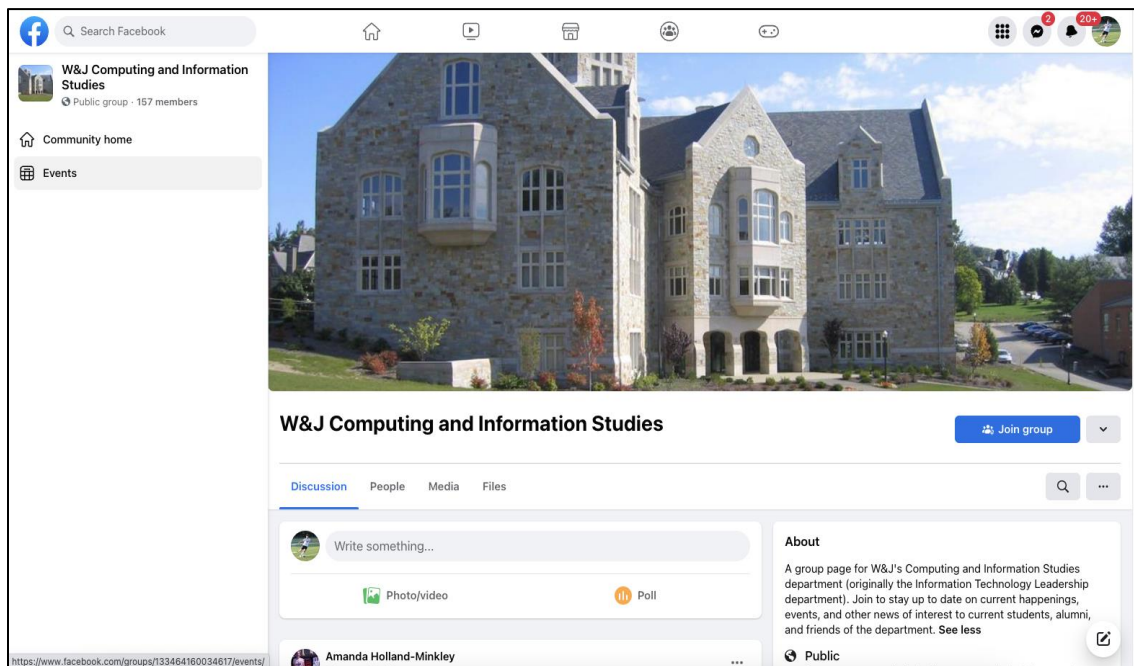 Search Facebook
2
20+
W&J Computing and Information
Studies
Public group · 157 members
Community home
Events
W&J Computing and Information Studies
Join group
Discussion People Media Files
Write something...
Photo/video Poll
About
A group page for W&J's Computing and Information Studies
department (originally the Information Technology Leadership
department). Join to stay up to date on current happenings,
events, and other news of interest to current students, alumni,
and friends of the department. See less
Public
Amanda Holland-Minkley
https://www.facebook.com/groups/133464160034617/events/